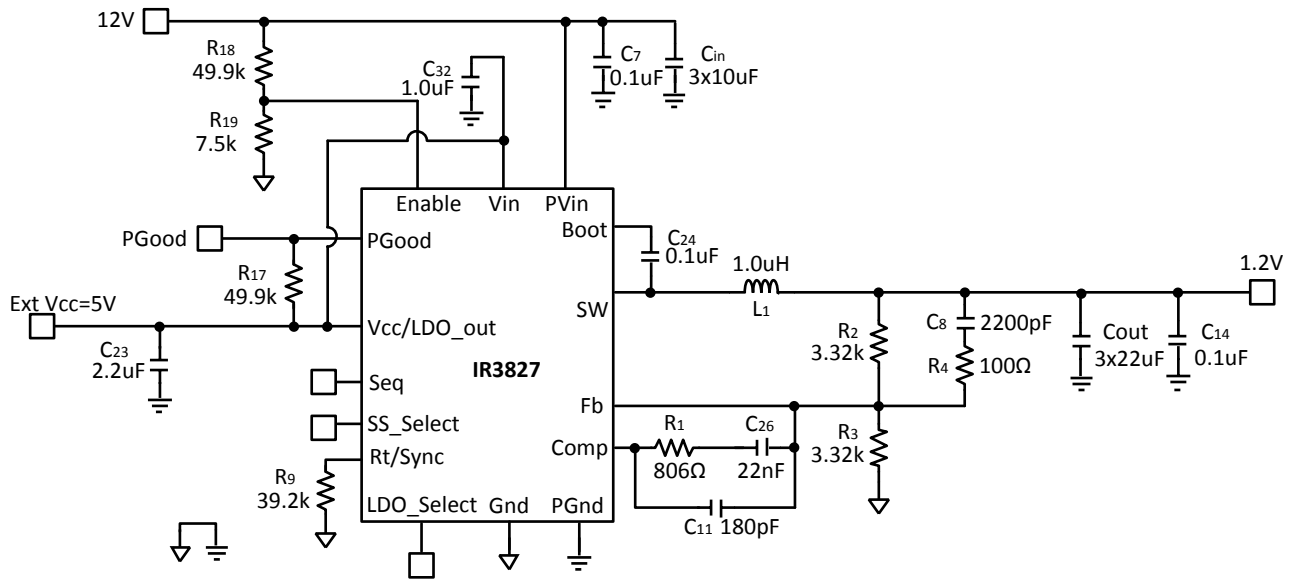 12V
R18
49.9k
R19
7.5k
C32
1.0uF
C7
0.1uF
Cin
3x10uF
Enable
Vin
PVin
Boot
PGood
PGood
R17
49.9k
C24
0.1uF
1.0uH
L1
1.2V
SW
Ext Vcc=5V
Vcc/LDO_out
C23
2.2uF
IR3827
R2
3.32k
C8
2200pF
R4
100Ω
Cout
3x22uF
C14
0.1uF
Seq
SS_Select
Rt/Sync
R9
39.2k
Fb
Comp
R1
806Ω
C26
22nF
R3
3.32k
C11 180pF
LDO_Select
Gnd
PGnd